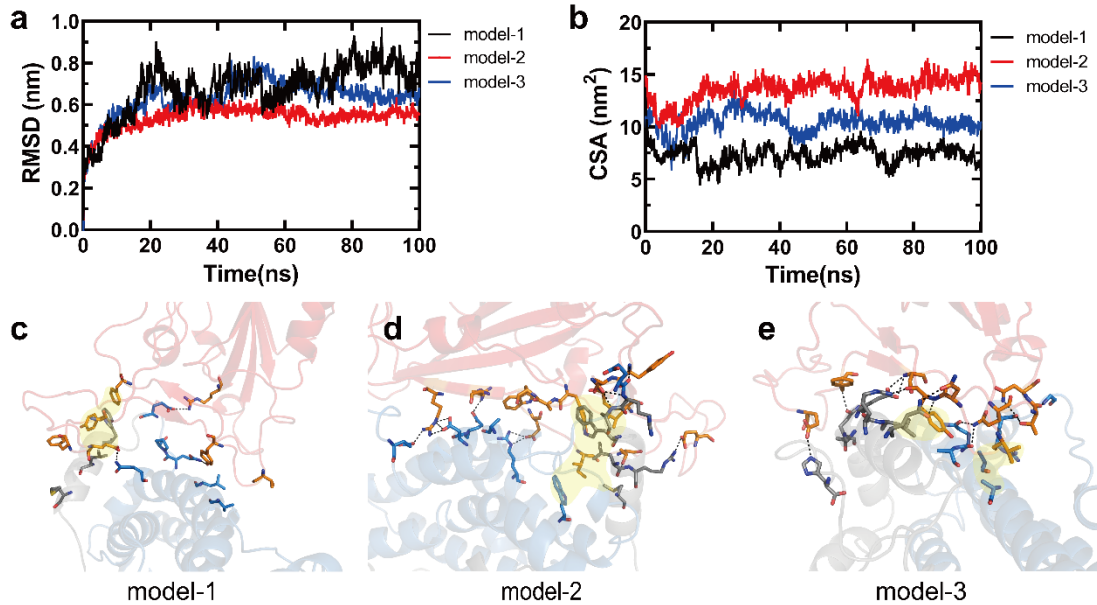 a
1.0
0.8
0.6
0.4
0.2
0.0
RMSD (nm)
0
20
40
60
80
100
Time(ns)
model-1
model-2
model-3
b
20
15
10
5
0
CSA (nm²)
0
20
40
60
80
100
Time(ns)
model-1
model-2
model-3
c
d
e
model-1
model-2
model-3